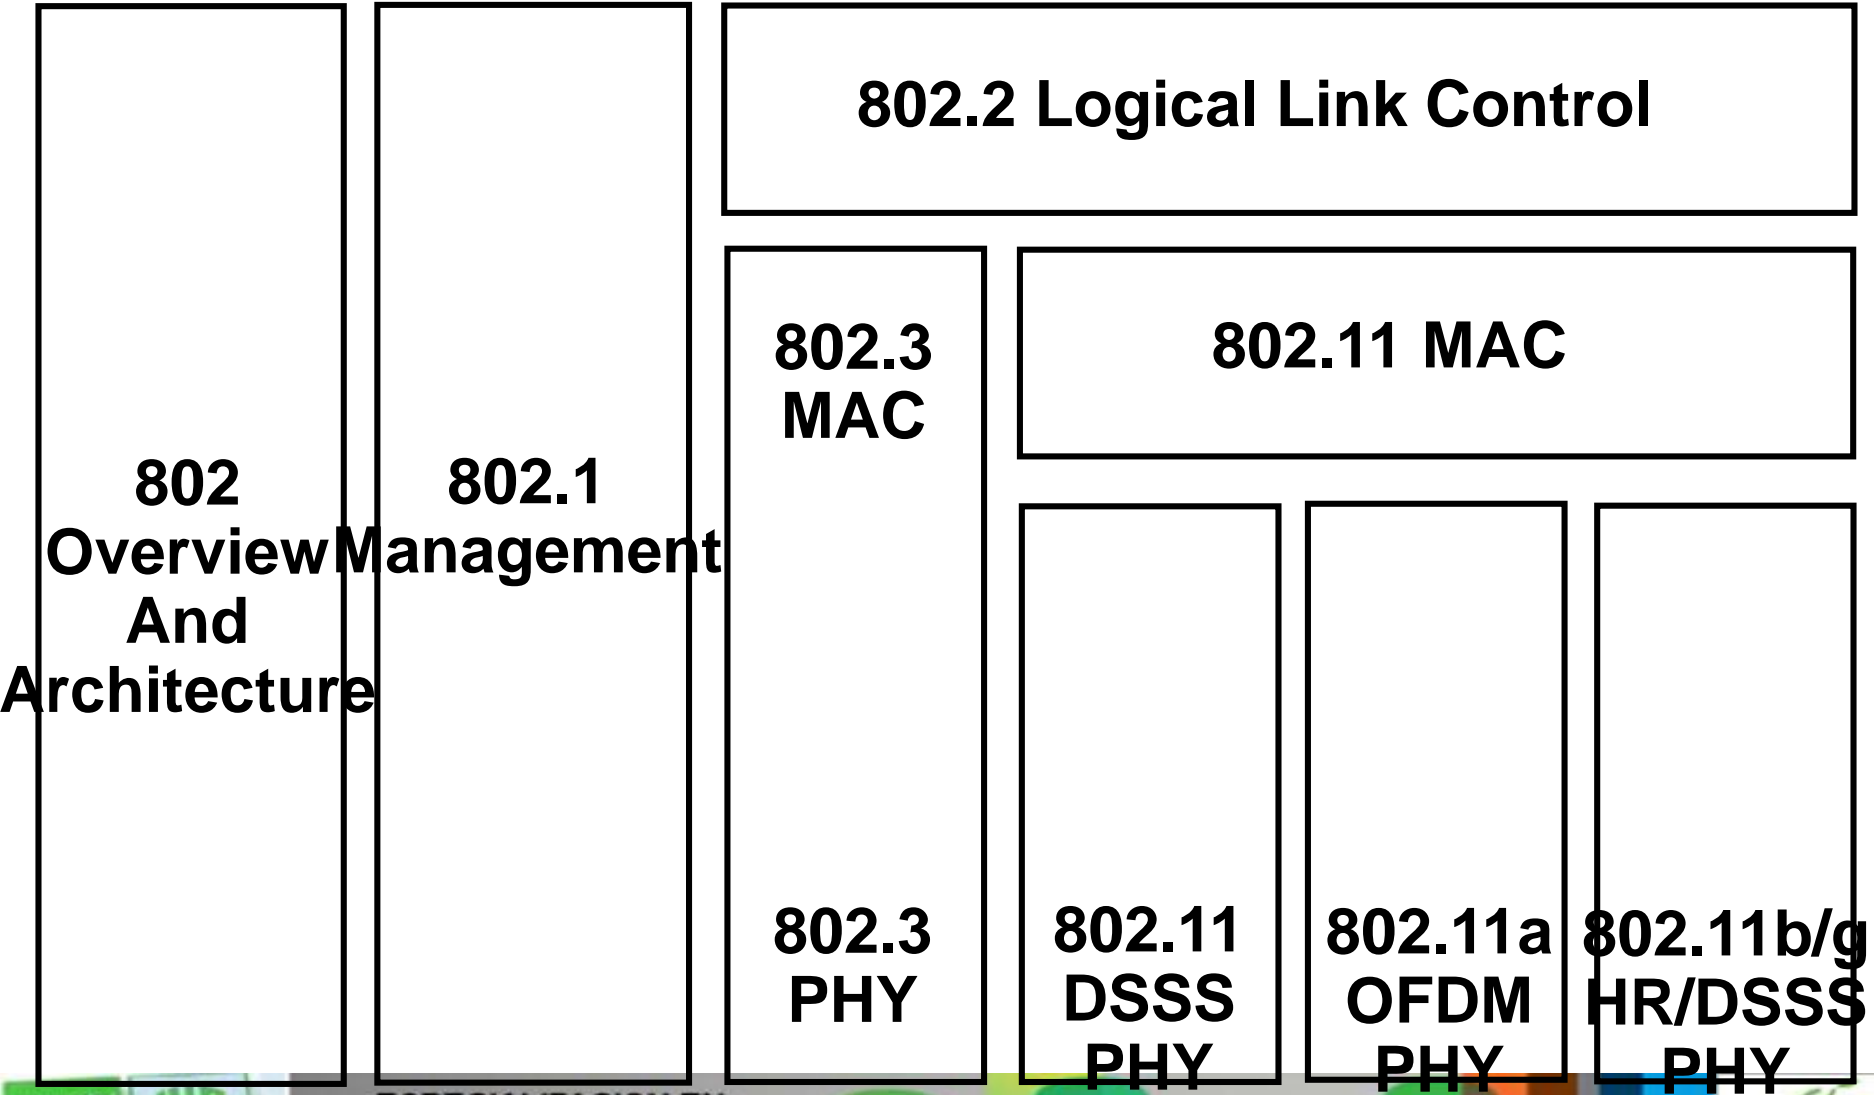 802
Overview
And
Architecture
802.1
Management
802.2 Logical Link Control
802.3
MAC
802.3
PHY
802.11 MAC
802.11
DSSS
PHY
802.11a
OFDM
PHY
802.11b/g
HR/DSSS
PHY